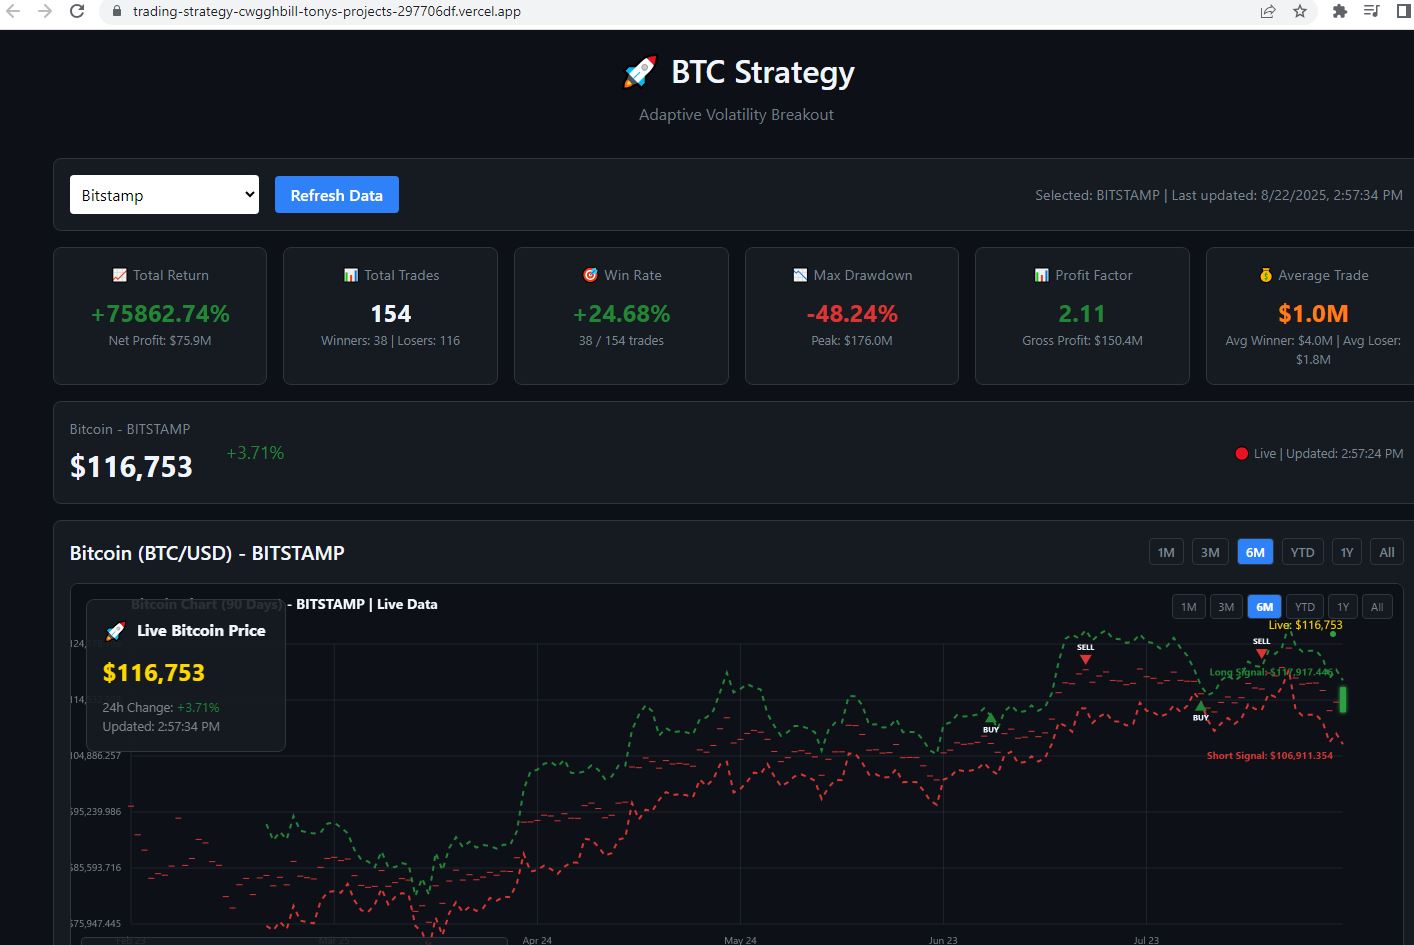 trading-strategy-cwgghbill-tonys-projects-297706df.vercel.app
BTC Strategy
Adaptive Volatility Breakout
Bitstamp
Refresh Data
Selected: BITSTAMP | Last updated: 8/22/2025, 2:57:34 PM
Total Return
+75862.74%
Net Profit: $75.9M
Total Trades
154
Winners: 38 | Losers: 116
Win Rate
+24.68%
38 / 154 trades
Max Drawdown
-48.24%
Peak: $176.0M
Profit Factor
2.11
Gross Profit: $150.4M
Average Trade
$1.0M
Avg Winner: $4.0M | Avg Loser:
$1.8M
Bitcoin - BITSTAMP
$116,753
+3.71%
Live | Updated: 2:57:24 PM
Bitcoin (BTC/USD) - BITSTAMP
1M 3M 6M YTD 1Y All
Bitcoin Chart (90 Days) - BITSTAMP | Live Data
1M 3M 6M YTD 1Y All
Live Bitcoin Price
$116,753
24h Change: +3.71%
Updated: 2:57:34 PM
Live: $116,753
SELL
SELL
Long Signal: $117,917.446
BUY
BUY
Short Signal: $106,911.354
124,
114,
04,886.257
$95,239.986
$85,593.716
$75,947.445
Feb 23
Mar 25
Apr 24
May 24
Jun 23
Jul 23